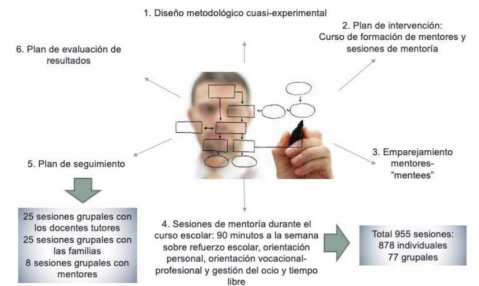 1. Diseño metodológico cuasi-experimental
2. Plan de intervención:
Curso de formación de mentores y
sesiones de mentoría
6. Plan de evaluación de
resultados
3. Emparejamiento
mentores-
"mentees"
5. Plan de seguimiento
25 sesiones grupales con
los docentes tutores
25 sesiones grupales con
las familias
8 sesiones grupales con
mentores
4. Sesiones de mentoría durante el
curso escolar: 90 minutos a la semana
sobre refuerzo escolar, orientación
personal, orientación vocacional-
profesional y gestión del ocio y tiempo
libre
Total 955 sesiones:
878 individuales
77 grupales